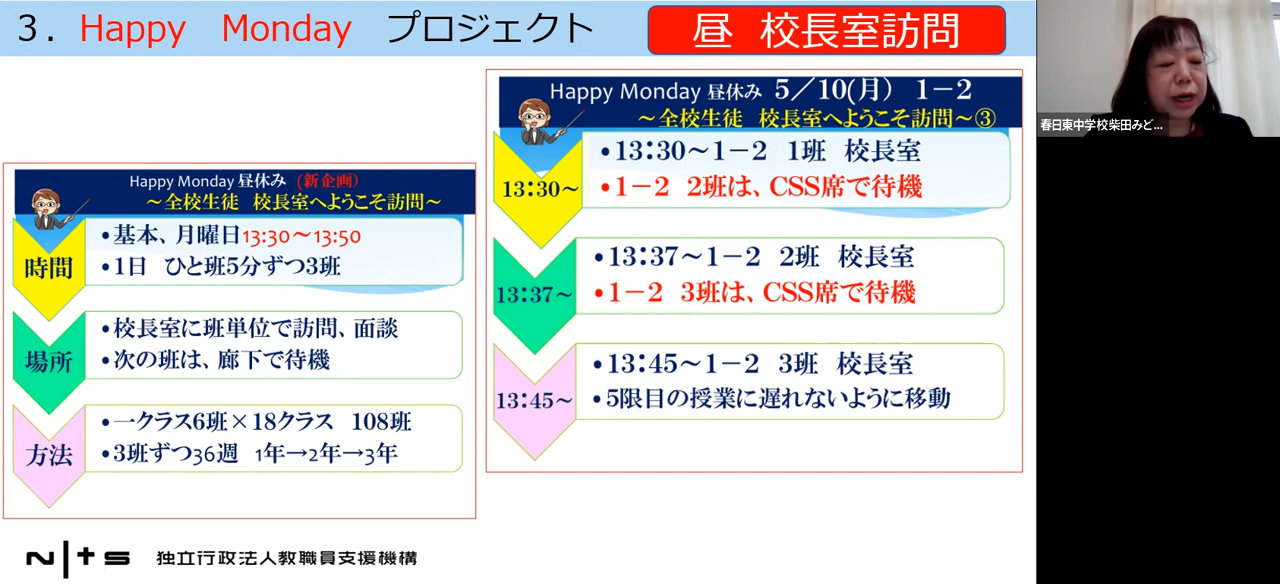 ３．Happy Monday プロジェクト
昼 校長室訪問
Happy Monday 昼休み (新企画)
～全校生徒 校長室へようこそ訪問～
時間
•基本、月曜日13:30～13:50
•1日 ひと班5分ずつ3班
場所
•校長室に班単位で訪問、面談
•次の班は、廊下で待機
方法
•一クラス6班×18クラス 108班
•3班ずつ36週 1年→2年→3年
Happy Monday 昼休み 5／10(月) 1－2
～全校生徒 校長室へようこそ訪問～③
13:30～
•13:30～1－2 1班 校長室
•1－2 2班は、CSS席で待機
13:37～
•13:37～1－2 2班 校長室
•1－2 3班は、CSS席で待機
13:45～
•13:45～1－2 3班 校長室
•5限目の授業に遅れないように移動
NITS 独立行政法人教職員支援機構
春日東中学校柴田みど...